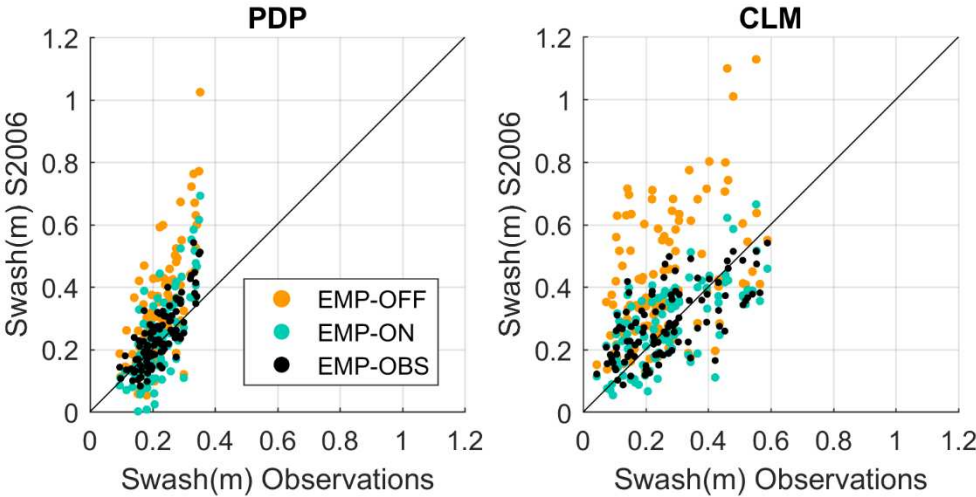 PDP
CLM
1.2
1
0.8
0.6
0.4
0.2
0
Swash(m) S2006
EMP-OFF
EMP-ON
EMP-OBS
0 0.2 0.4 0.6 0.8 1 1.2
Swash(m) Observations
1.2
1
0.8
0.6
0.4
0.2
0
Swash(m) S2006
0 0.2 0.4 0.6 0.8 1 1.2
Swash(m) Observations